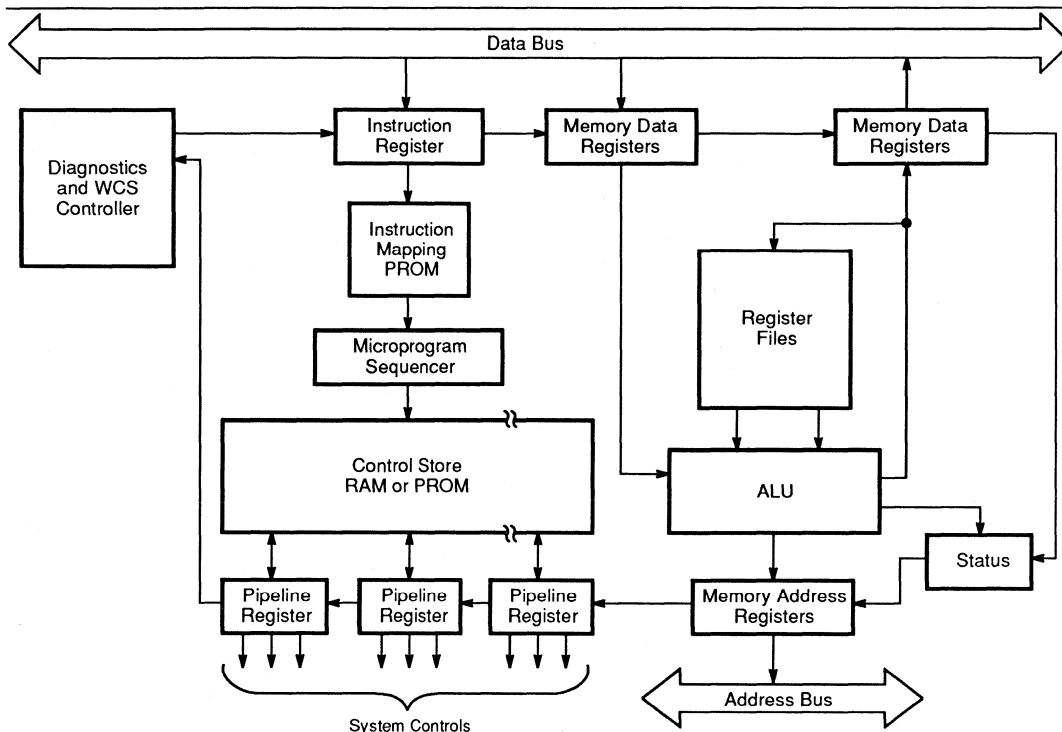 Data Bus
Instruction
Register
Memory Data
Registers
Memory Data
Registers
Diagnostics
and WCS
Controller
Instruction
Mapping
PROM
Register
Files
Microprogram
Sequencer
Control Store
RAM or PROM
ALU
Status
Pipeline
Register
Pipeline
Register
Pipeline
Register
Memory Address
Registers
Address Bus
System Controls